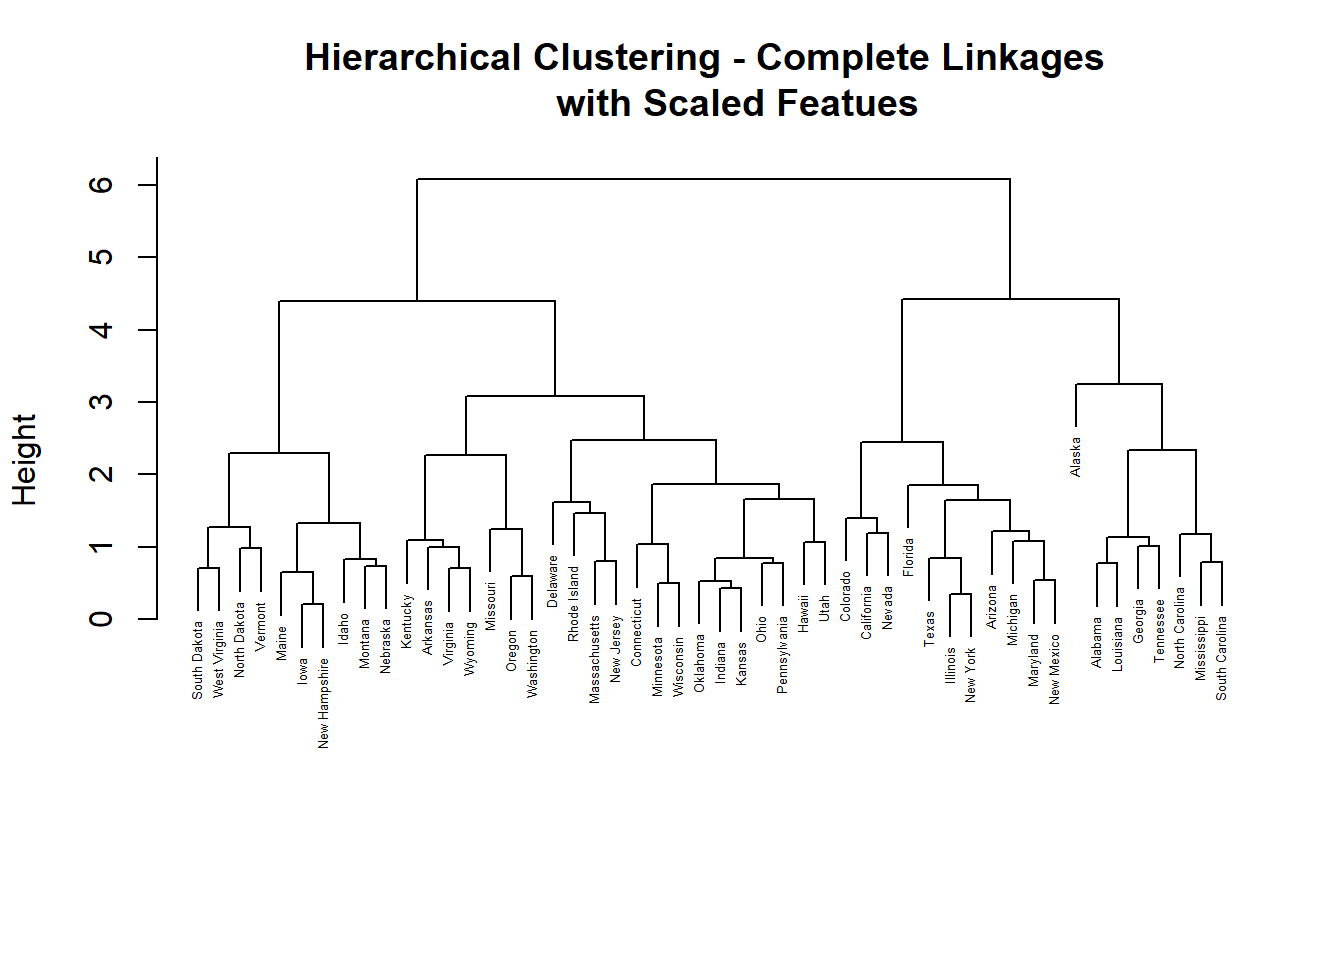 Hierarchical Clustering - Complete Linkages
with Scaled Featues
Height
6
5
4
3
2
1
0
South Dakota
West Virginia
North Dakota
Vermont
Maine
Iowa
New Hampshire
Idaho
Montana
Nebraska
Kentucky
Arkansas
Virginia
Wyoming
Missouri
Oregon
Washington
Delaware
Rhode Island
Massachusetts
New Jersey
Connecticut
Minnesota
Wisconsin
Oklahoma
Indiana
Kansas
Ohio
Pennsylvania
Hawaii
Utah
Colorado
California
Nevada
Florida
Texas
Illinois
New York
Arizona
Michigan
Maryland
New Mexico
Alaska
Alabama
Louisiana
Georgia
Tennessee
North Carolina
Mississippi
South Carolina